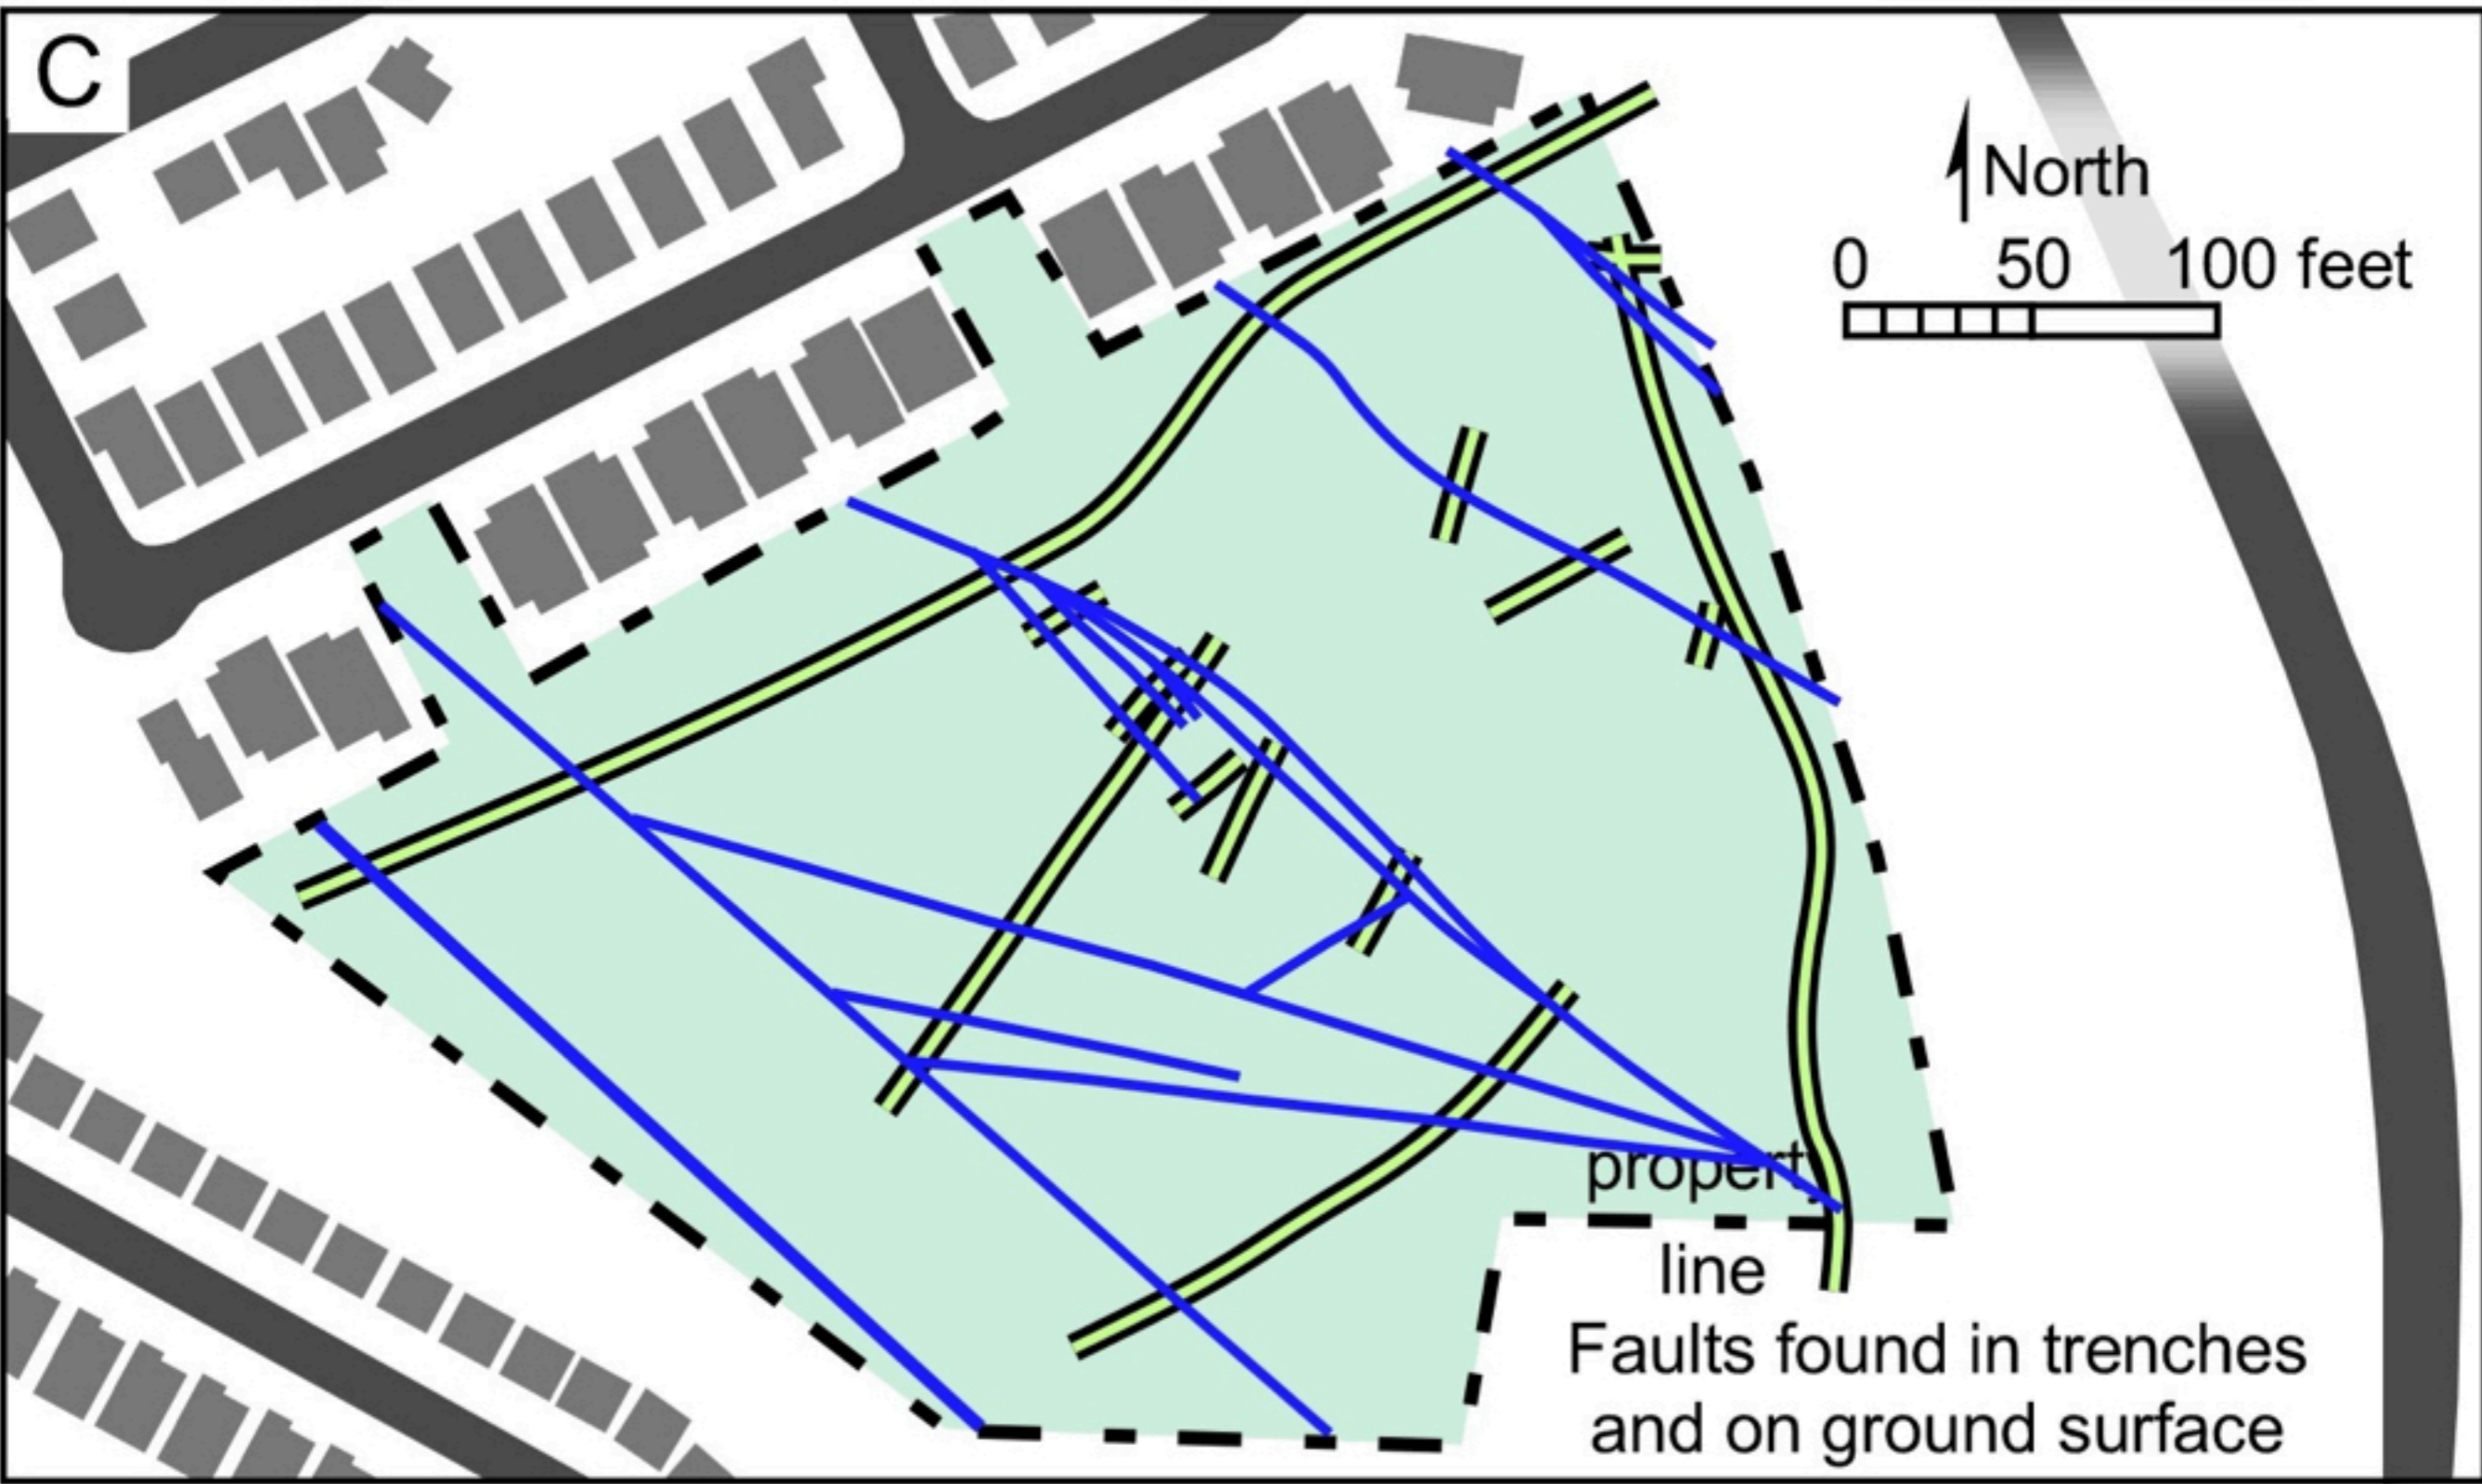 C
North
0 50 100 feet
property
line
Faults found in trenches
and on ground surface